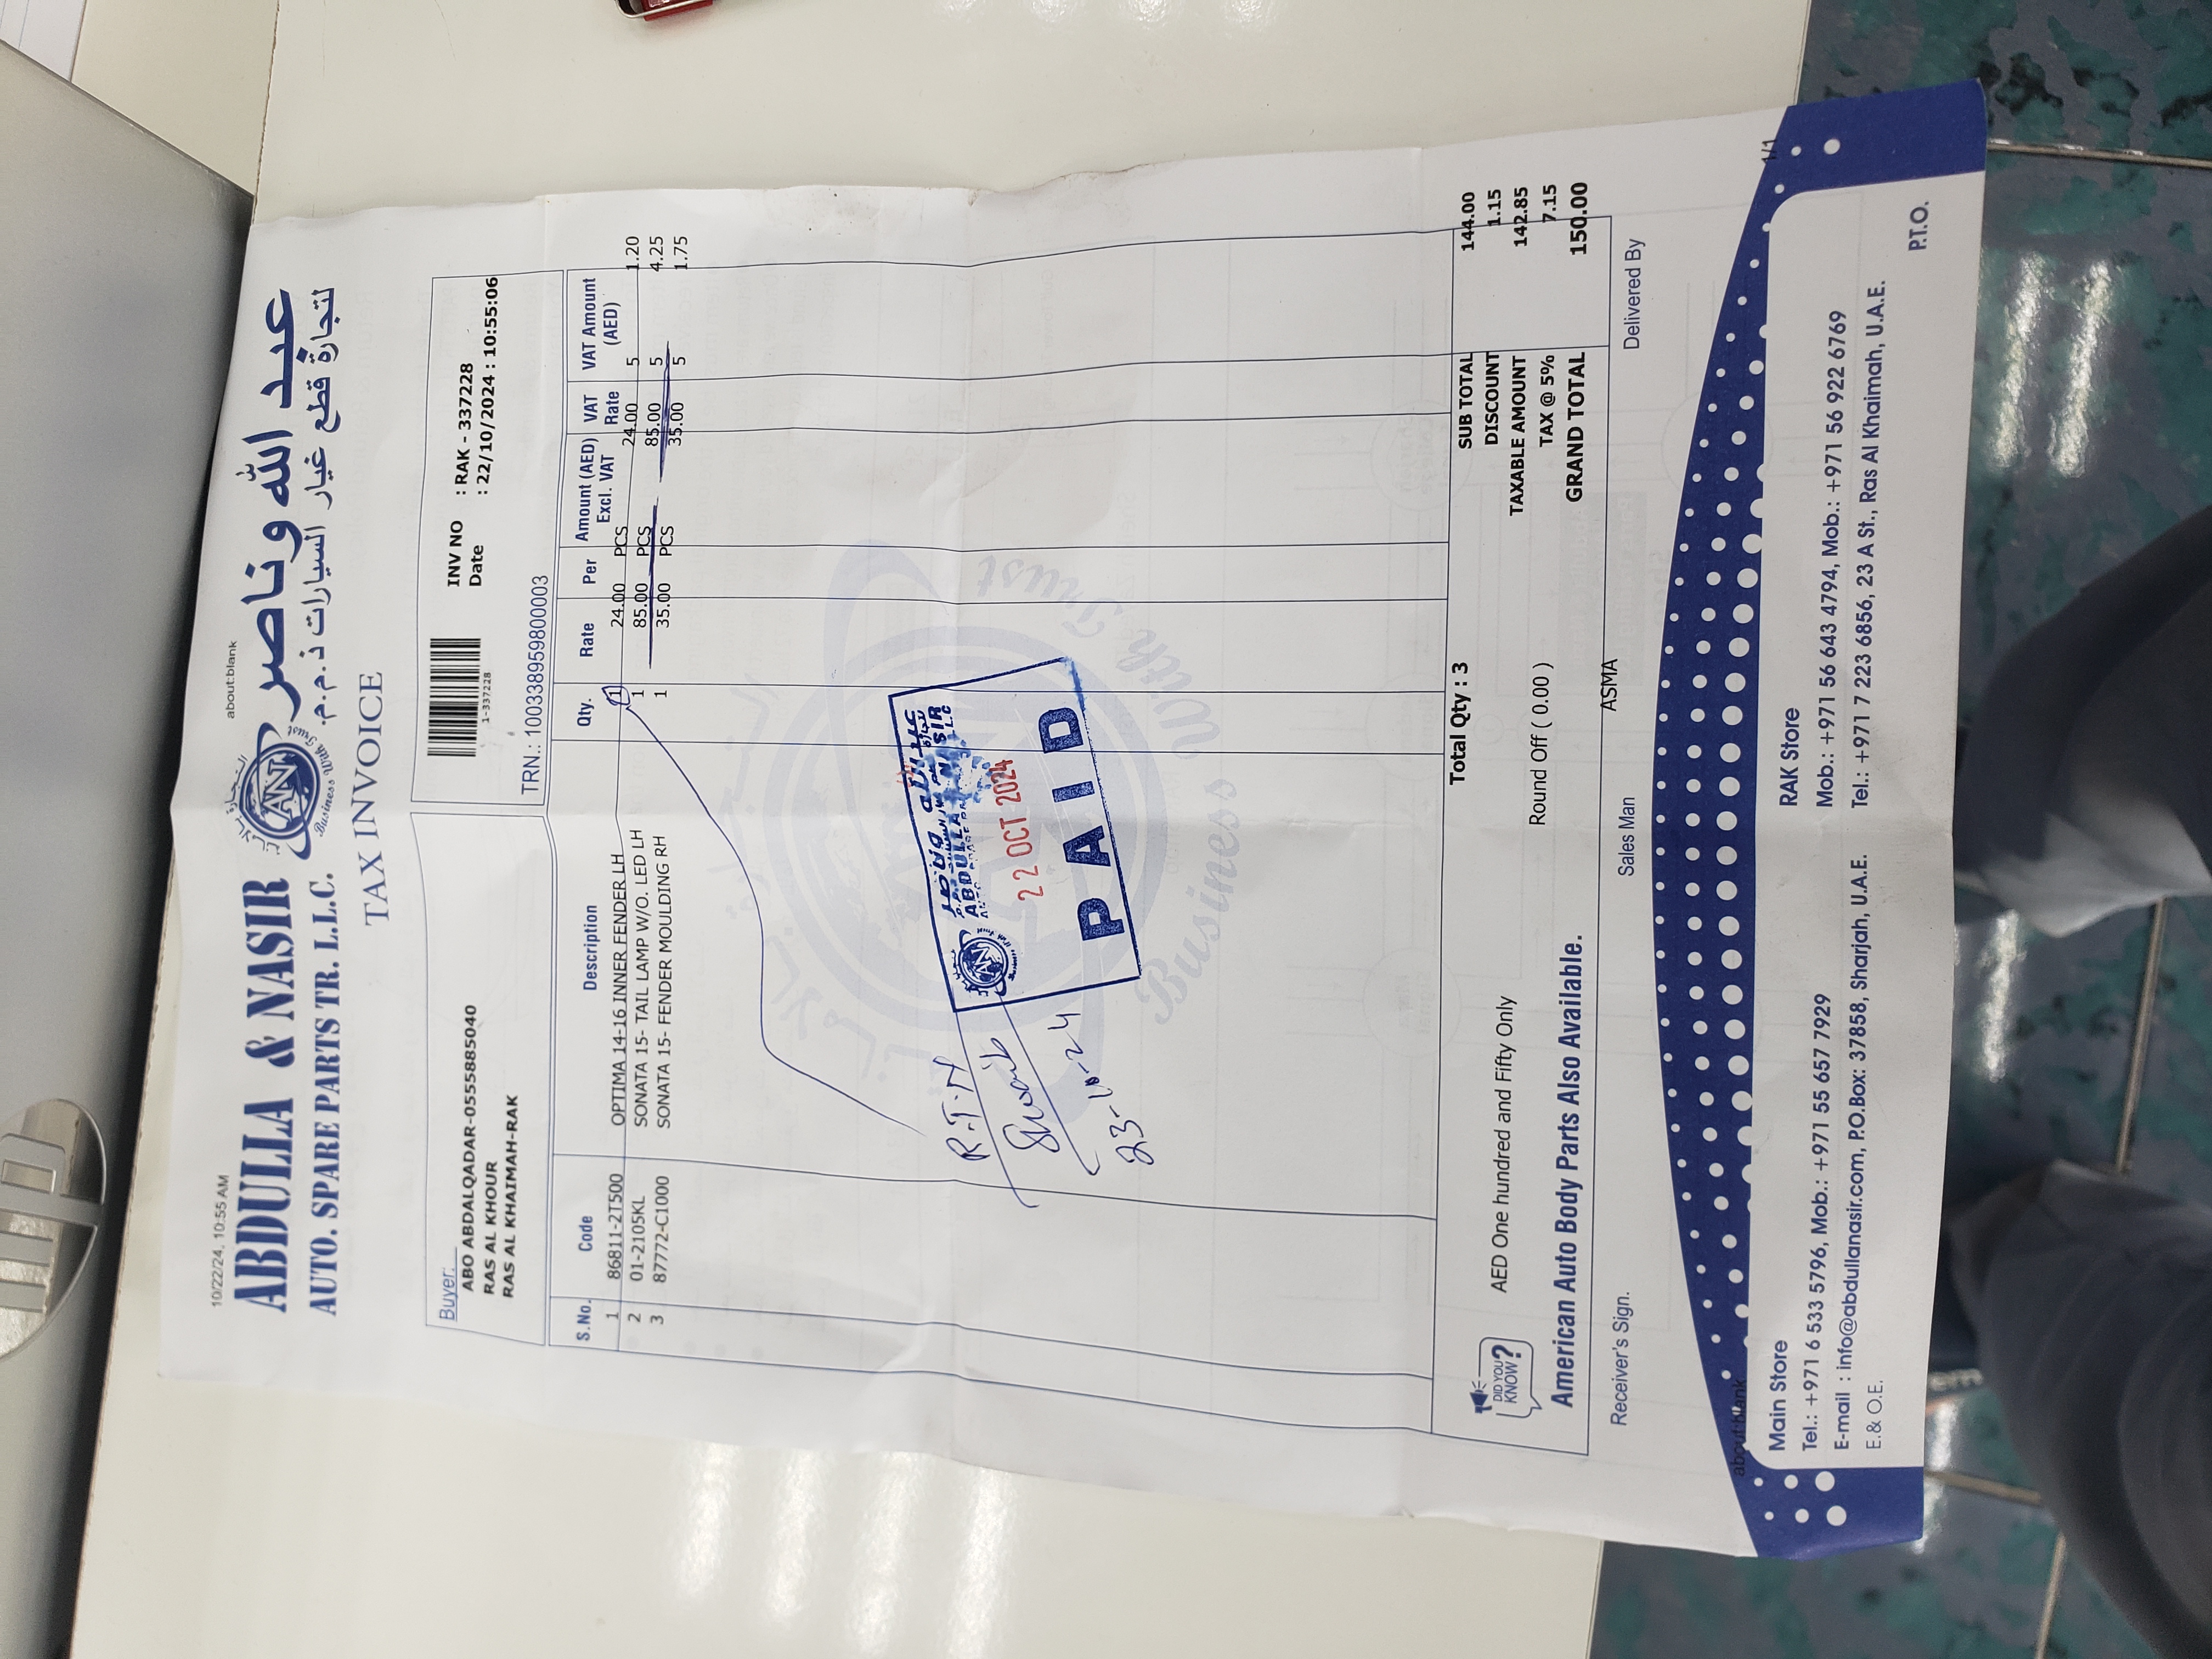 10/22/24, 10:55 AM
about:blank
ABDULLA & NASIR
AUTO. SPARE PARTS TR. L.L.C.
AN
Business With Trust
عبد الله وناصر
لتجارة قطع غيار السيارات ذ.م.م.
TAX INVOICE
Buyer:
ABO ABDALQADAR-0555885040
RAS AL KHOUR
RAS AL KHAIMAH-RAK
1-337228
INV NO : RAK - 337228
Date : 22/10/2024 : 10:55:06
TRN.: 100338959800003
S.No. Code Description Qty. Rate Per Amount (AED) Excl. VAT VAT Rate VAT Amount (AED)
1 86811-2T500 OPTIMA 14-16 INNER FENDER LH 1 24.00 PCS 24.00 5 1.20
2 01-2105KL SONATA 15- TAIL LAMP W/O. LED LH 1 85.00 PCS 85.00 5 4.25
3 87772-C1000 SONATA 15- FENDER MOULDING RH 1 35.00 PCS 35.00 5 1.75
R.T.N
Shoaib
23-10-24
22 OCT 2024
PAID
Business With Trust
Total Qty : 3
SUB TOTAL 144.00
DISCOUNT 1.15
TAXABLE AMOUNT 142.85
TAX @ 5% 7.15
GRAND TOTAL 150.00
DID YOU KNOW?
AED One hundred and Fifty Only
Round Off ( 0.00 )
American Auto Body Parts Also Available.
ASMA
Receiver's Sign. Sales Man Delivered By
about:blank
1/1
Main Store
Tel.: +971 6 533 5796, Mob.: +971 55 657 7929
E-mail : info@abdullanasir.com, P.O.Box: 37858, Sharjah, U.A.E.
E.& O.E.
RAK Store
Mob.: +971 56 643 4794, Mob.: +971 56 922 6769
Tel.: +971 7 223 6856, 23 A St., Ras Al Khaimah, U.A.E.
P.T.O.